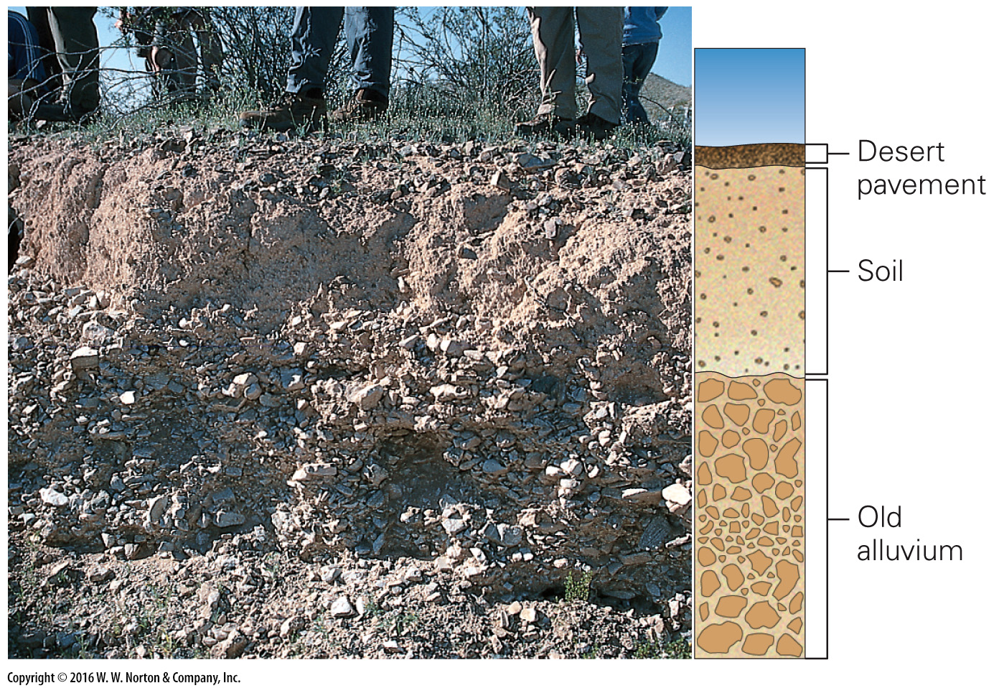 Desert
pavement
Soil
Old
alluvium
Copyright © 2016 W. W. Norton & Company, Inc.